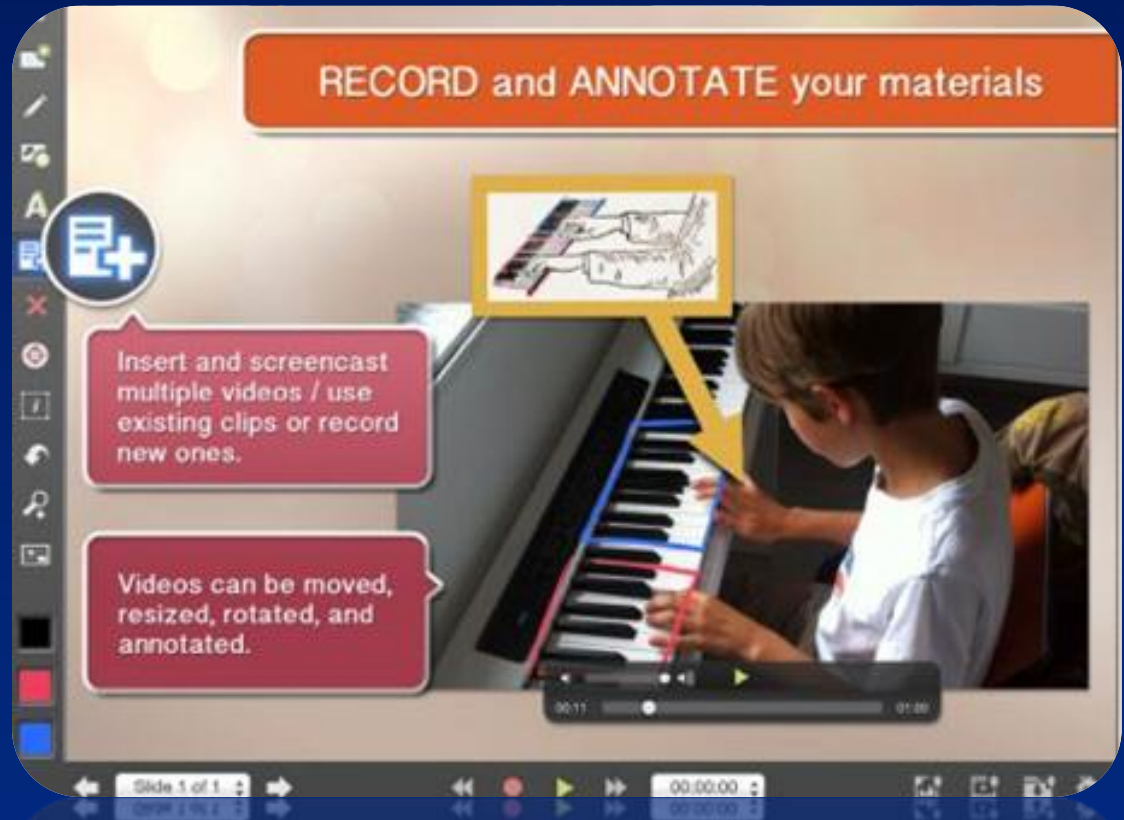 RECORD and ANNOTATE your materials
A
Insert and screencast
multiple videos / use
existing clips or record
new ones.
Videos can be moved,
resized, rotated, and
annotated.
00:11
01:00
Slide 1 of 1
00:00:00